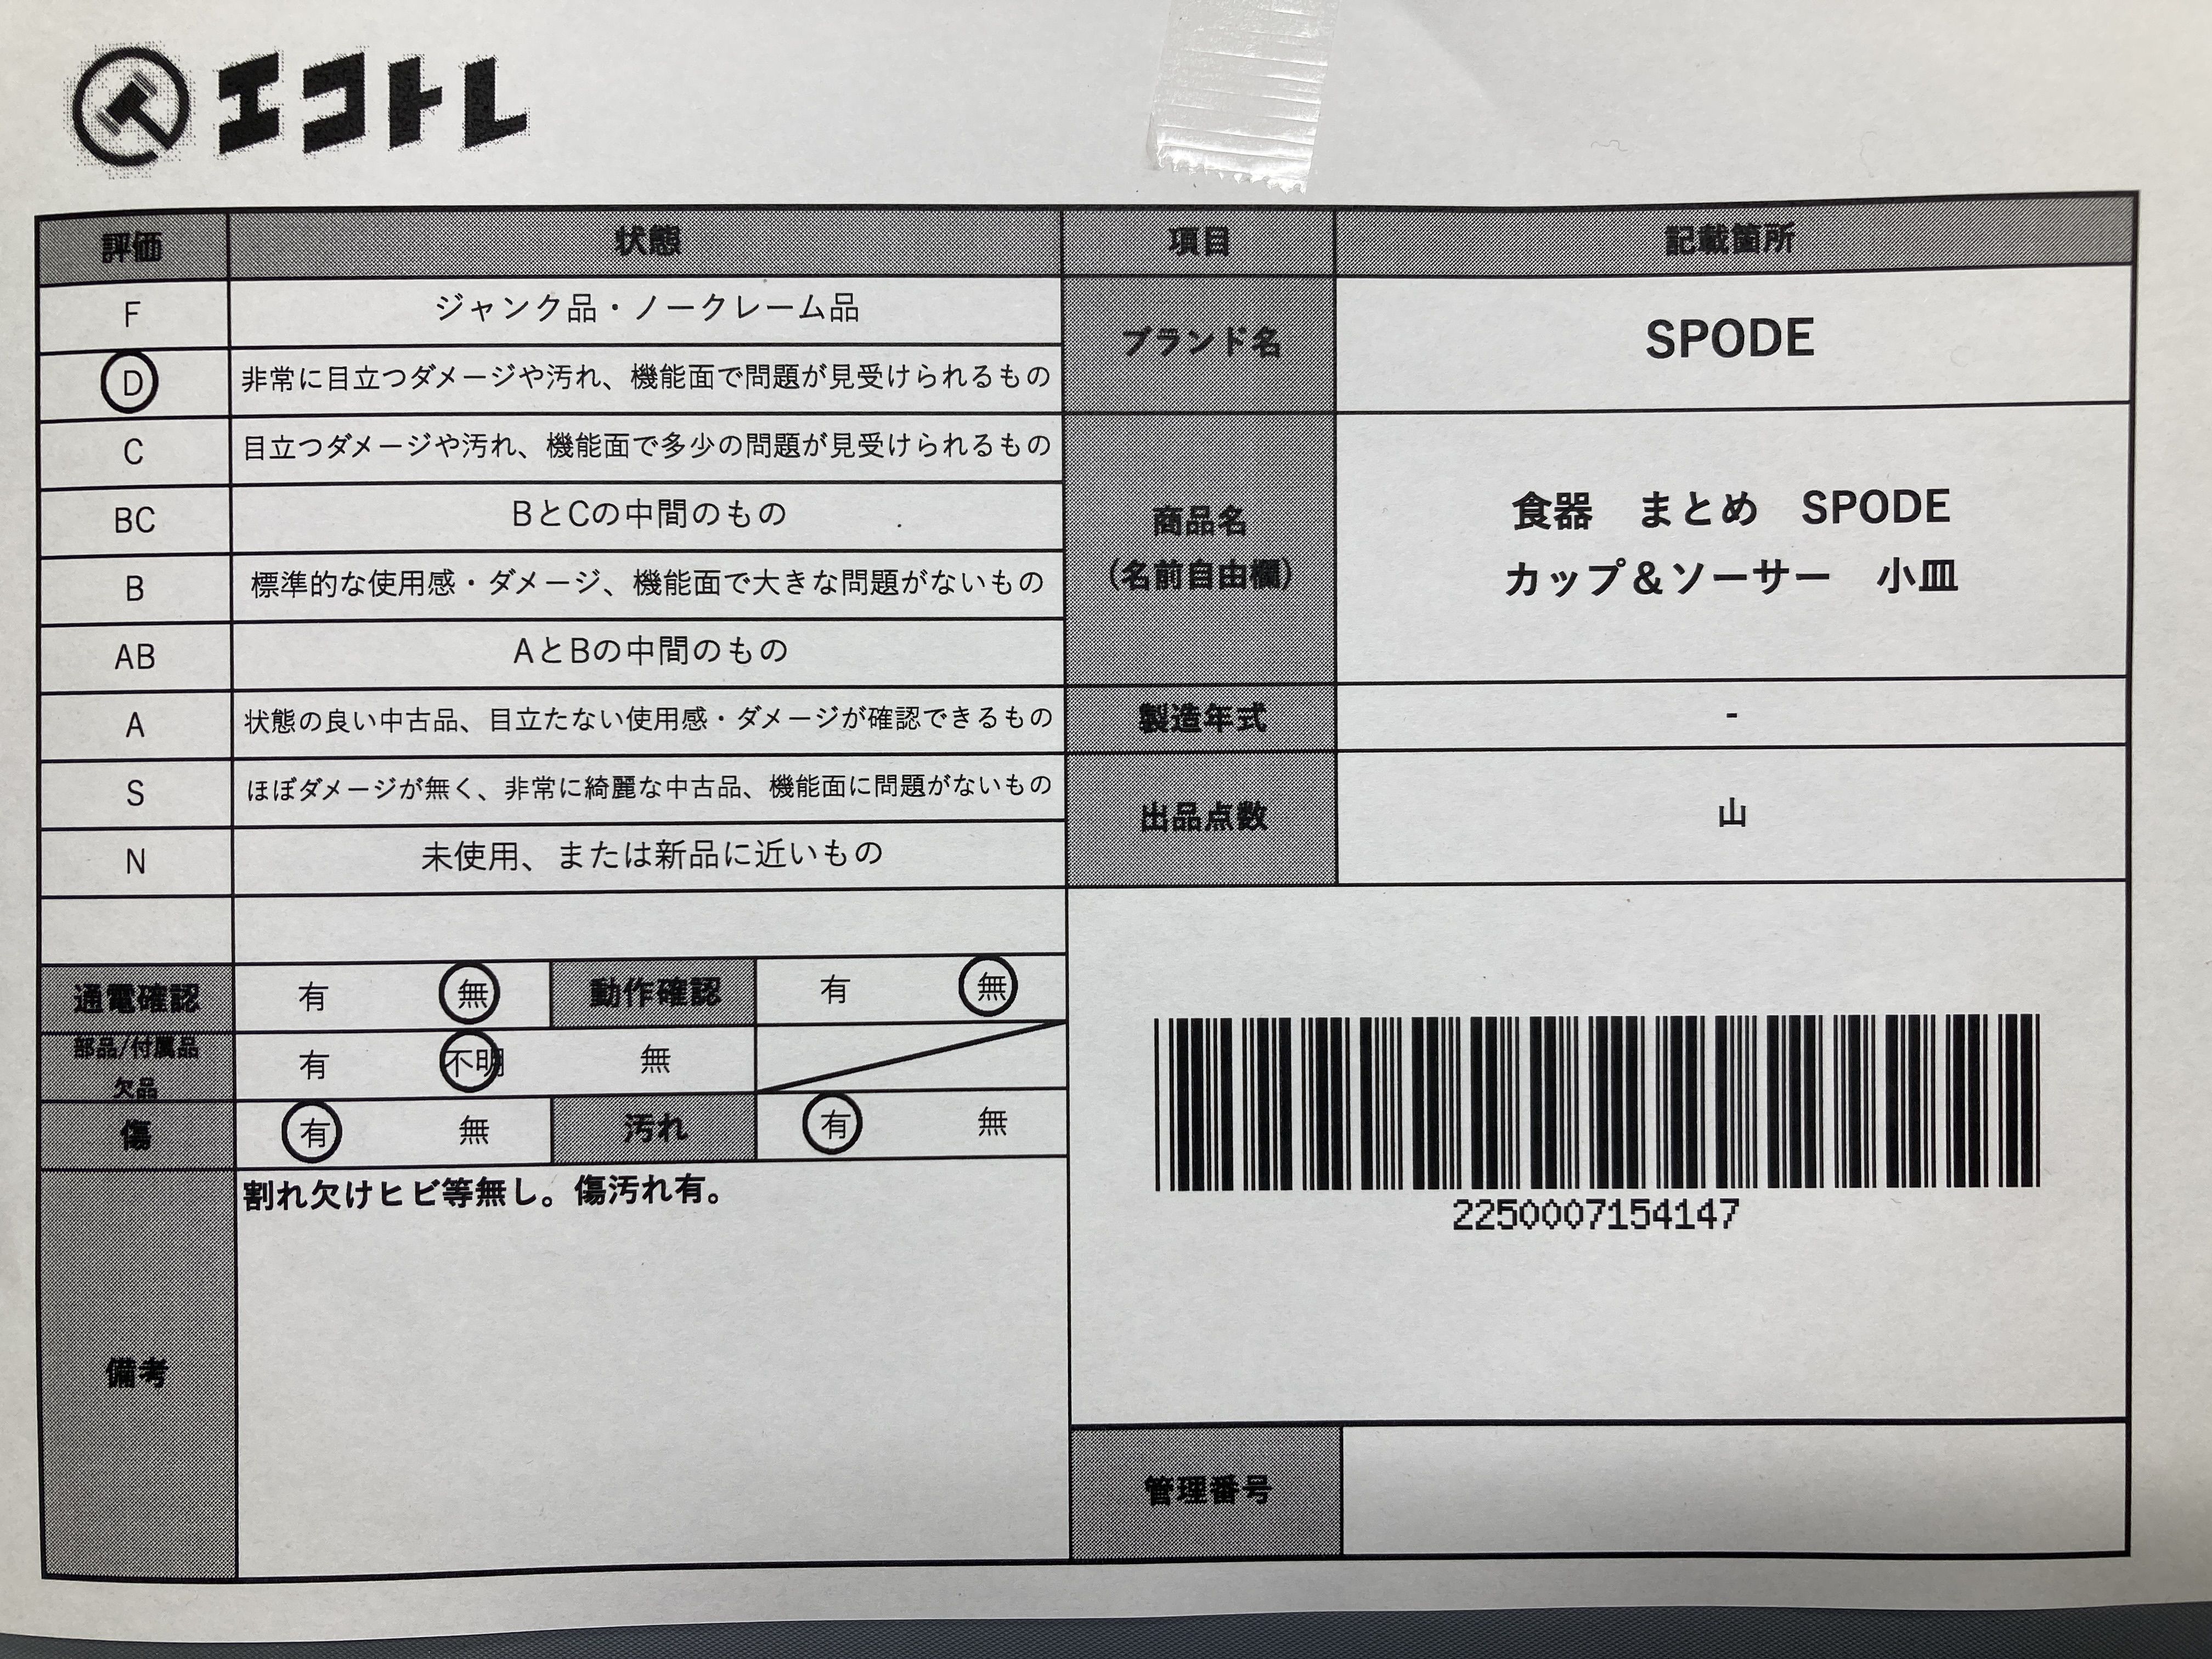 エコトレ
評価 状態 項目 記載箇所
F ジャンク品・ノークレーム品
D 非常に目立つダメージや汚れ、機能面で問題が見受けられるもの
C 目立つダメージや汚れ、機能面で多少の問題が見受けられるもの
BC BとCの中間のもの
B 標準的な使用感・ダメージ、機能面で大きな問題がないもの
AB AとBの中間のもの
A 状態の良い中古品、目立たない使用感・ダメージが確認できるもの
S ほぼダメージが無く、非常に綺麗な中古品、機能面に問題がないもの
N 未使用、または新品に近いもの
ブランド名 SPODE
商品名
(名前自由欄)
食器 まとめ SPODE
カップ&ソーサー 小皿
製造年式 -
出品点数 山
通電確認 有 無 動作確認 有 無
部品/付属品
欠品
有 不明 無
傷 有 無 汚れ 有 無
備考 割れ欠けヒビ等無し。傷汚れ有。
2250007154147
管理番号